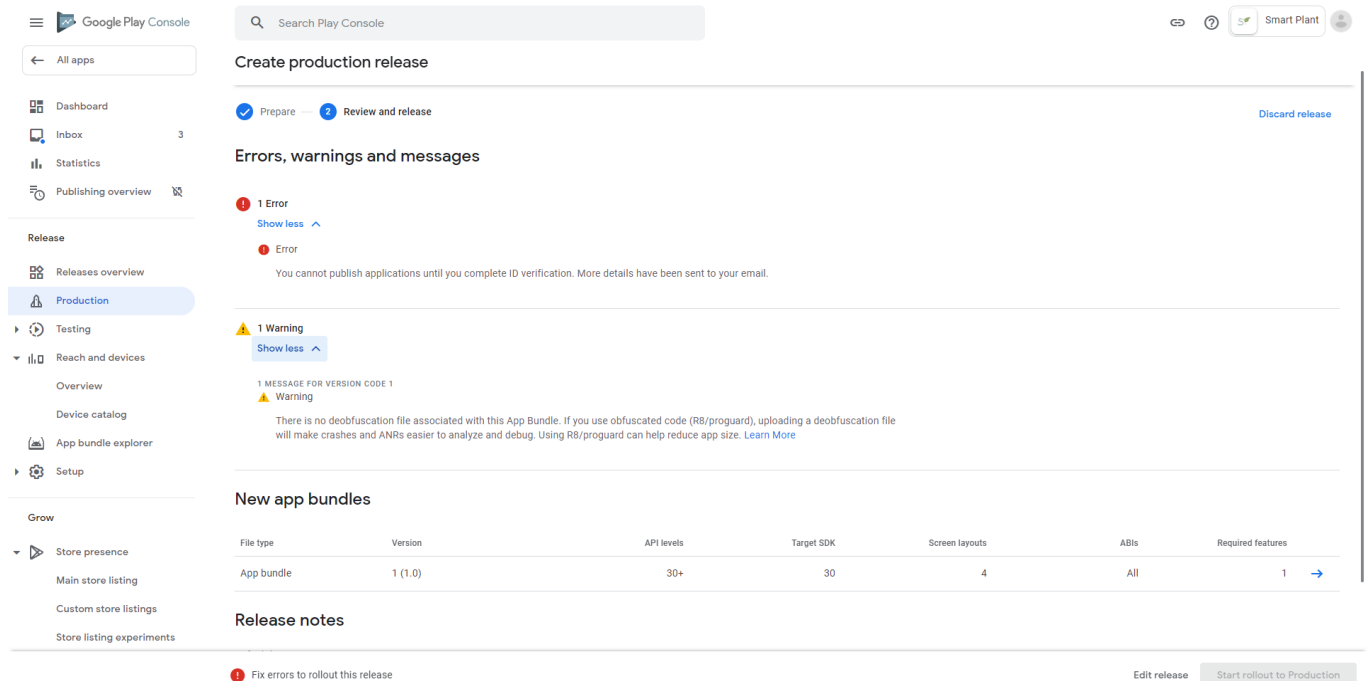 Google Play Console
Search Play Console
Smart Plant
All apps
Create production release
Dashboard
Inbox 3
Statistics
Publishing overview
Release
Releases overview
Production
Testing
Reach and devices
Overview
Device catalog
App bundle explorer
Setup
Grow
Store presence
Main store listing
Custom store listings
Store listing experiments
Prepare
2 Review and release
Discard release
Errors, warnings and messages
1 Error
Show less
Error
You cannot publish applications until you complete ID verification. More details have been sent to your email.
1 Warning
Show less
1 MESSAGE FOR VERSION CODE 1
Warning
There is no deobfuscation file associated with this App Bundle. If you use obfuscated code (R8/proguard), uploading a deobfuscation file
will make crashes and ANRs easier to analyze and debug. Using R8/proguard can help reduce app size. Learn More
New app bundles
File type Version API levels Target SDK Screen layouts ABIs Required features
App bundle 1 (1.0) 30+ 30 4 All 1
Release notes
Fix errors to rollout this release
Edit release
Start rollout to Production